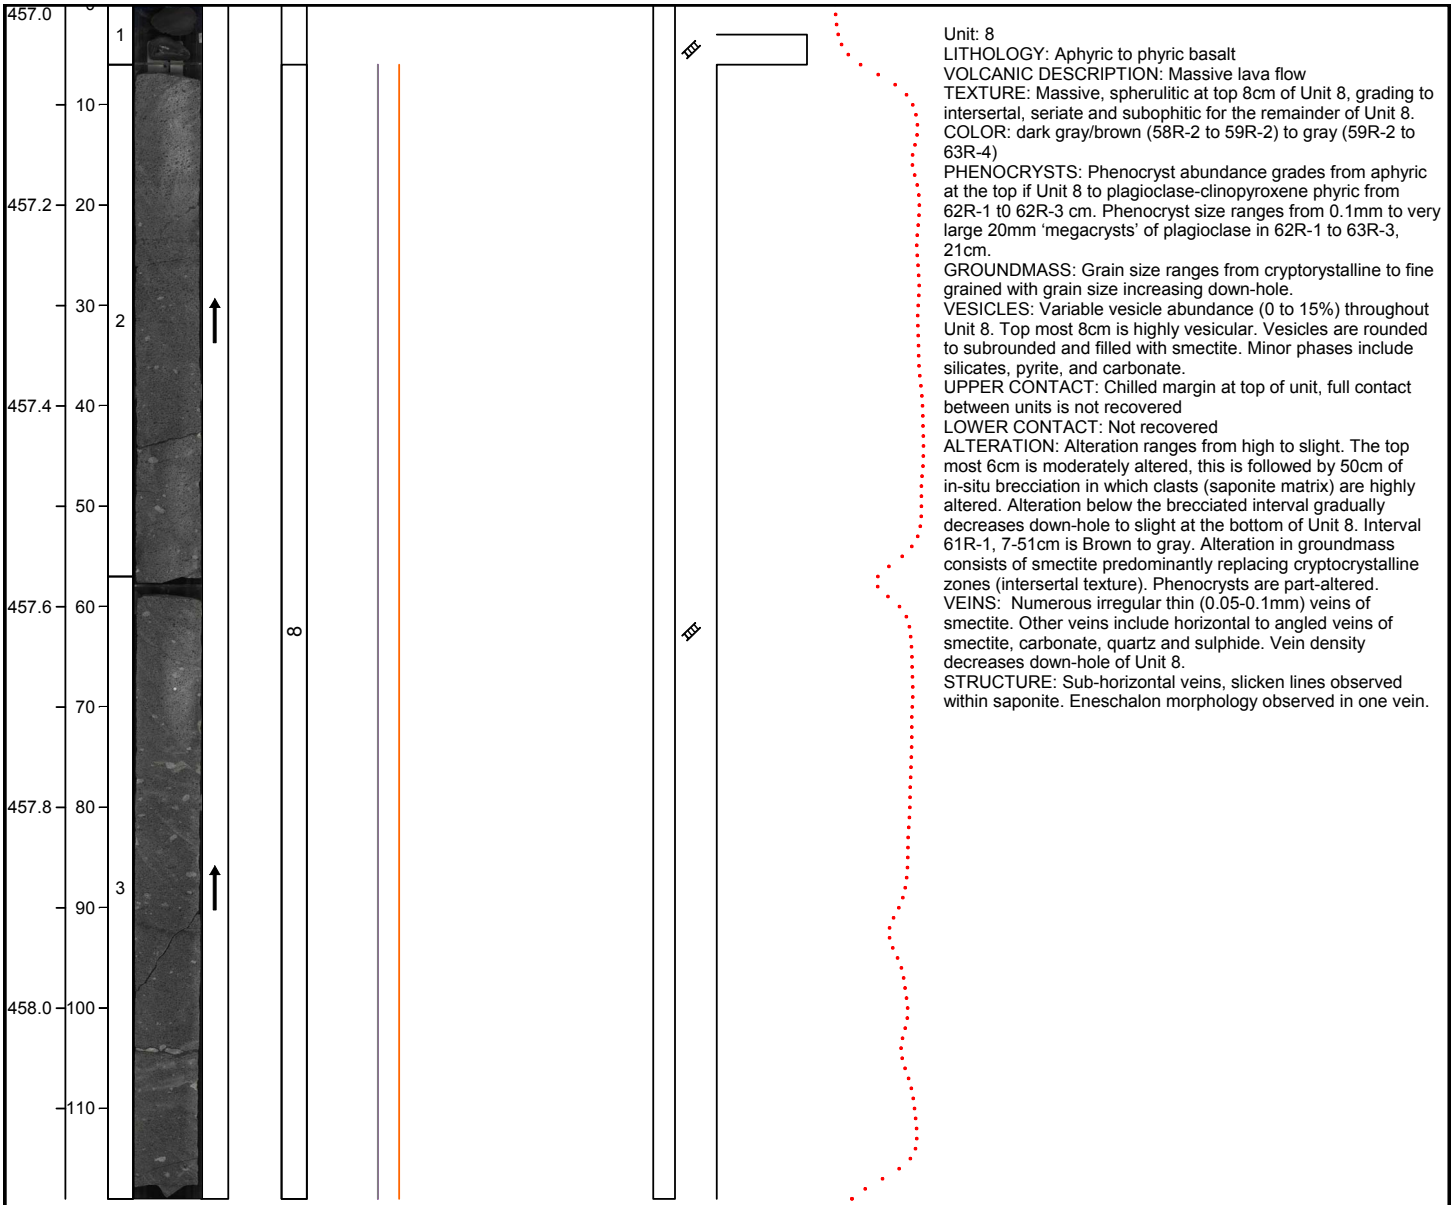 457.0
0
1
10
457.2
20
30
2
457.4
40
50
457.6
60
8
70
457.8
80
3
90
458.0
100
110
Unit: 8
LITHOLOGY: Aphyric to phyric basalt
VOLCANIC DESCRIPTION: Massive lava flow
TEXTURE: Massive, spherulitic at top 8cm of Unit 8, grading to
intersertal, seriate and subophitic for the remainder of Unit 8.
COLOR: dark gray/brown (58R-2 to 59R-2) to gray (59R-2 to
63R-4)
PHENOCRYSTS: Phenocryst abundance grades from aphyric
at the top if Unit 8 to plagioclase-clinopyroxene phyric from
62R-1 t0 62R-3 cm. Phenocryst size ranges from 0.1mm to very
large 20mm ‘megacrysts’ of plagioclase in 62R-1 to 63R-3,
21cm.
GROUNDMASS: Grain size ranges from cryptorystalline to fine
grained with grain size increasing down-hole.
VESICLES: Variable vesicle abundance (0 to 15%) throughout
Unit 8. Top most 8cm is highly vesicular. Vesicles are rounded
to subrounded and filled with smectite. Minor phases include
silicates, pyrite, and carbonate.
UPPER CONTACT: Chilled margin at top of unit, full contact
between units is not recovered
LOWER CONTACT: Not recovered
ALTERATION: Alteration ranges from high to slight. The top
most 6cm is moderately altered, this is followed by 50cm of
in-situ brecciation in which clasts (saponite matrix) are highly
altered. Alteration below the brecciated interval gradually
decreases down-hole to slight at the bottom of Unit 8. Interval
61R-1, 7-51cm is Brown to gray. Alteration in groundmass
consists of smectite predominantly replacing cryptocrystalline
zones (intersertal texture). Phenocrysts are part-altered.
VEINS: Numerous irregular thin (0.05-0.1mm) veins of
smectite. Other veins include horizontal to angled veins of
smectite, carbonate, quartz and sulphide. Vein density
decreases down-hole of Unit 8.
STRUCTURE: Sub-horizontal veins, slicken lines observed
within saponite. Eneschalon morphology observed in one vein.